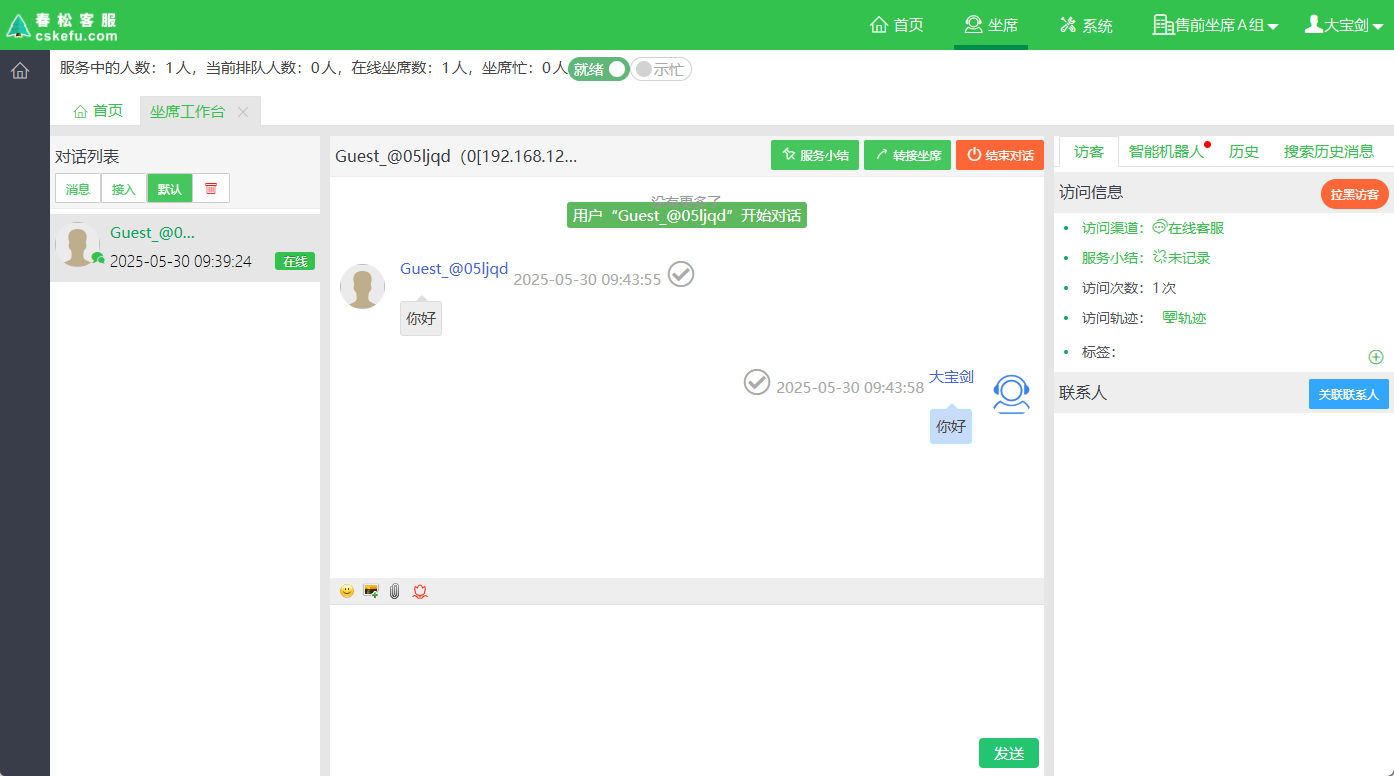 春松客服
cskefu.com
首页
坐席
系统
售前坐席A组
大宝剑
服务中的人数：1人，当前排队人数：0人，在线坐席数：1人，坐席忙：0人
就绪
示忙
首页
坐席工作台
对话列表
消息
接入
默认
Guest_@0...
2025-05-30 09:39:24
在线
Guest_@05ljqd（0[192.168.12...
服务小结
转接坐席
结束对话
没有更多了
用户“Guest_@05ljqd”开始对话
Guest_@05ljqd
2025-05-30 09:43:55
你好
2025-05-30 09:43:58
大宝剑
你好
发送
访客
智能机器人
历史
搜索历史消息
访问信息
拉黑访客
访问渠道：在线客服
服务小结：未记录
访问次数：1次
访问轨迹：轨迹
标签：
联系人
关联联系人